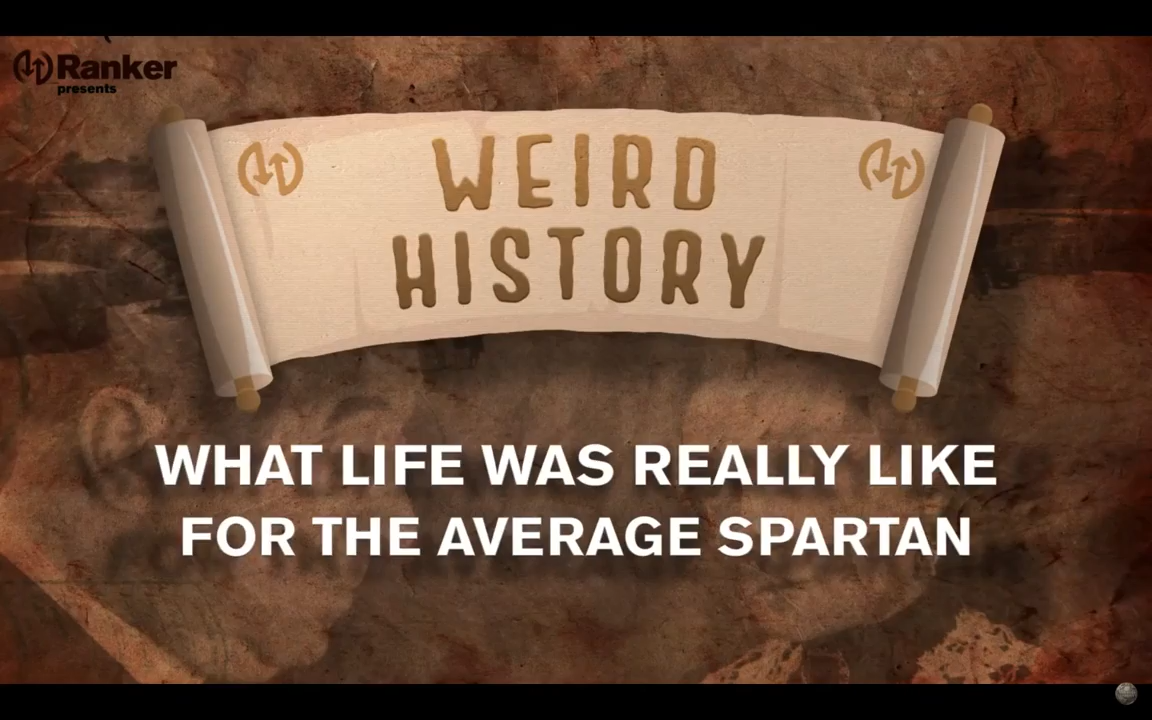 Ranker
presents
WEIRD
HISTORY
WHAT LIFE WAS REALLY LIKE
FOR THE AVERAGE SPARTAN